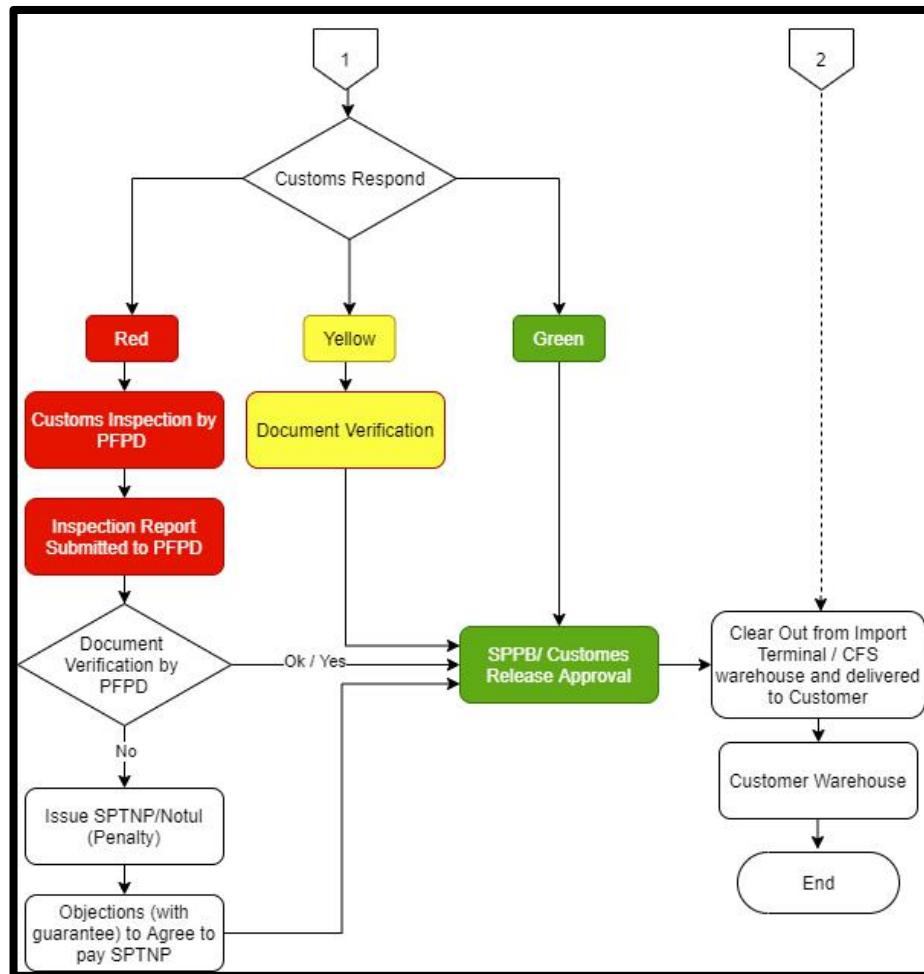 1
2
Customs Respond
Red
Yellow
Green
Customs Inspection by
PFPD
Document Verification
Inspection Report
Submitted to PFPD
Document
Verification by
PFPD
Ok / Yes
SPPB/ Customes
Release Approval
Clear Out from Import
Terminal / CFS
warehouse and delivered
to Customer
No
Customer Warehouse
Issue SPTNP/Notul
(Penalty)
End
Objections (with
guarantee) to Agree to
pay SPTNP